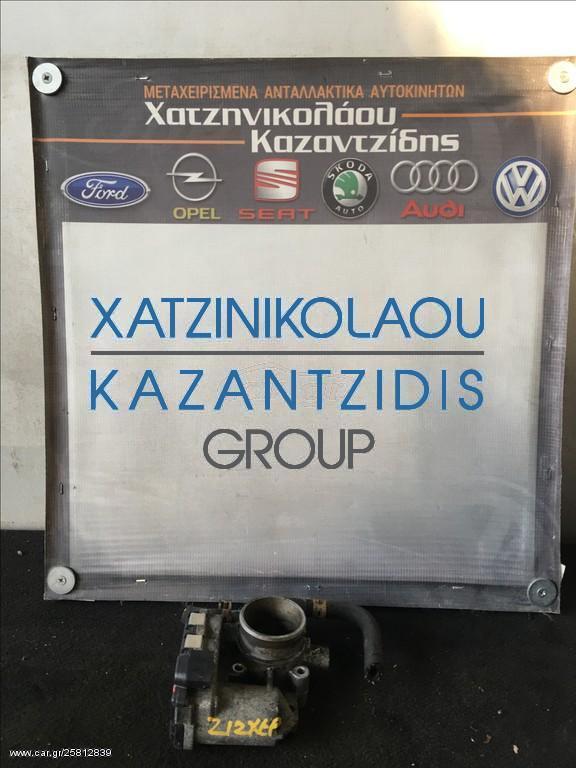 ΜΕΤΑΧΕΙΡΙΣΜΕΝΑ ΑΝΤΑΛΛΑΚΤΙΚΑ ΑΥΤΟΚΙΝΗΤΩΝ
Χατζηνικολάου
Καζαντζίδης
Ford
OPEL
SEAT
SKODA
AUTO
Audi
XATZINIKOLAOU
KAZANTZIDIS
GROUP
Z12XEP
www.car.gr/25812839